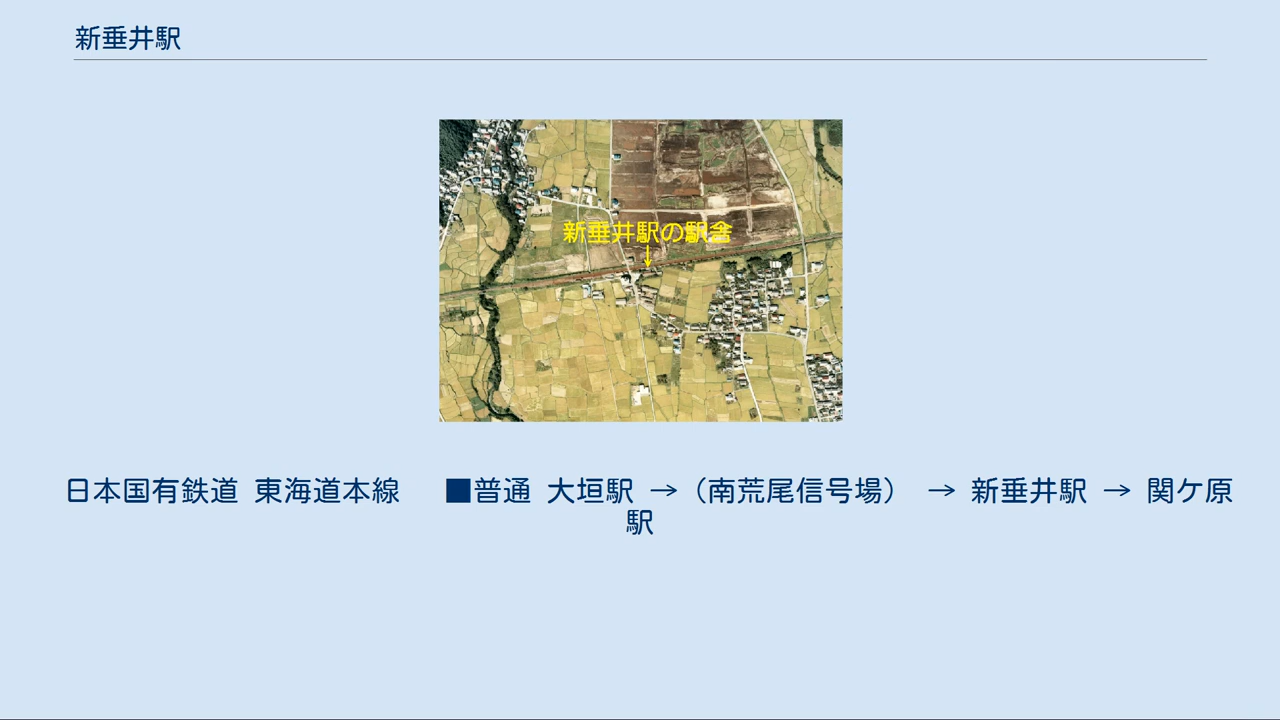 新垂井駅
新垂井駅の駅舎
↓
日本国有鉄道 東海道本線　■普通 大垣駅 →（南荒尾信号場） → 新垂井駅 → 関ケ原
駅